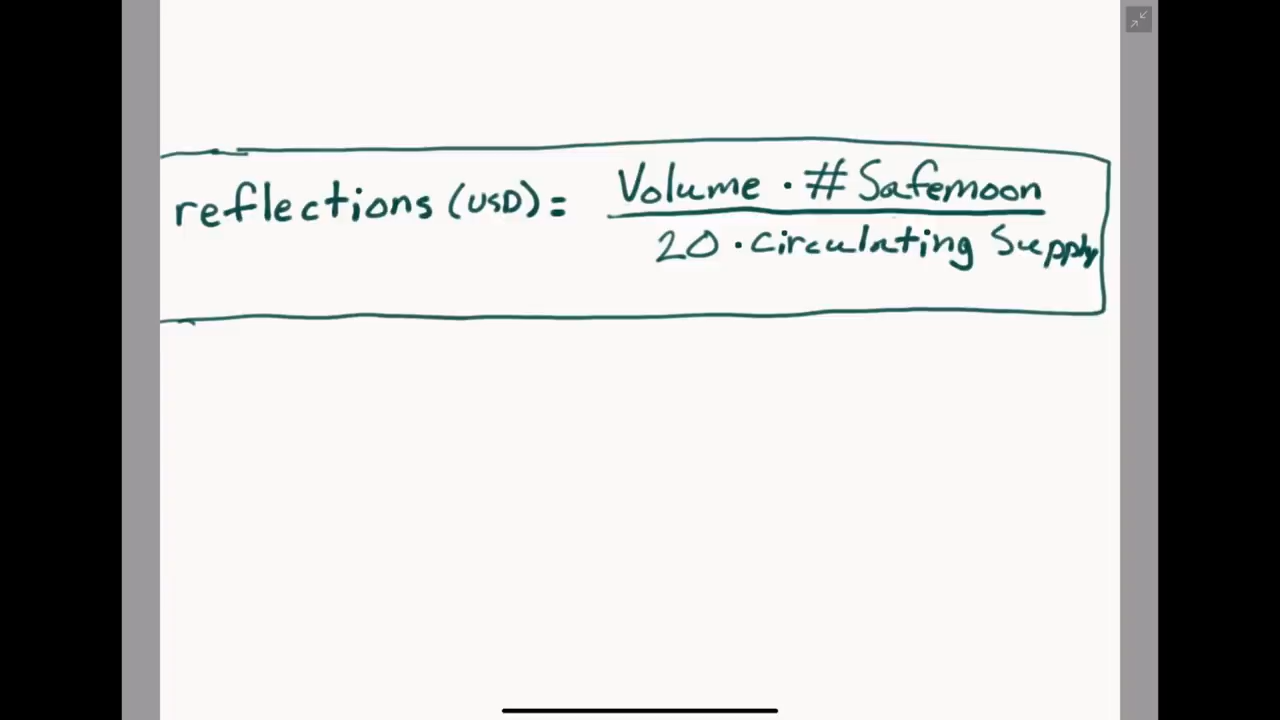 reflections (USD) = Volume · # Safemoon
20 · Circulating Supply